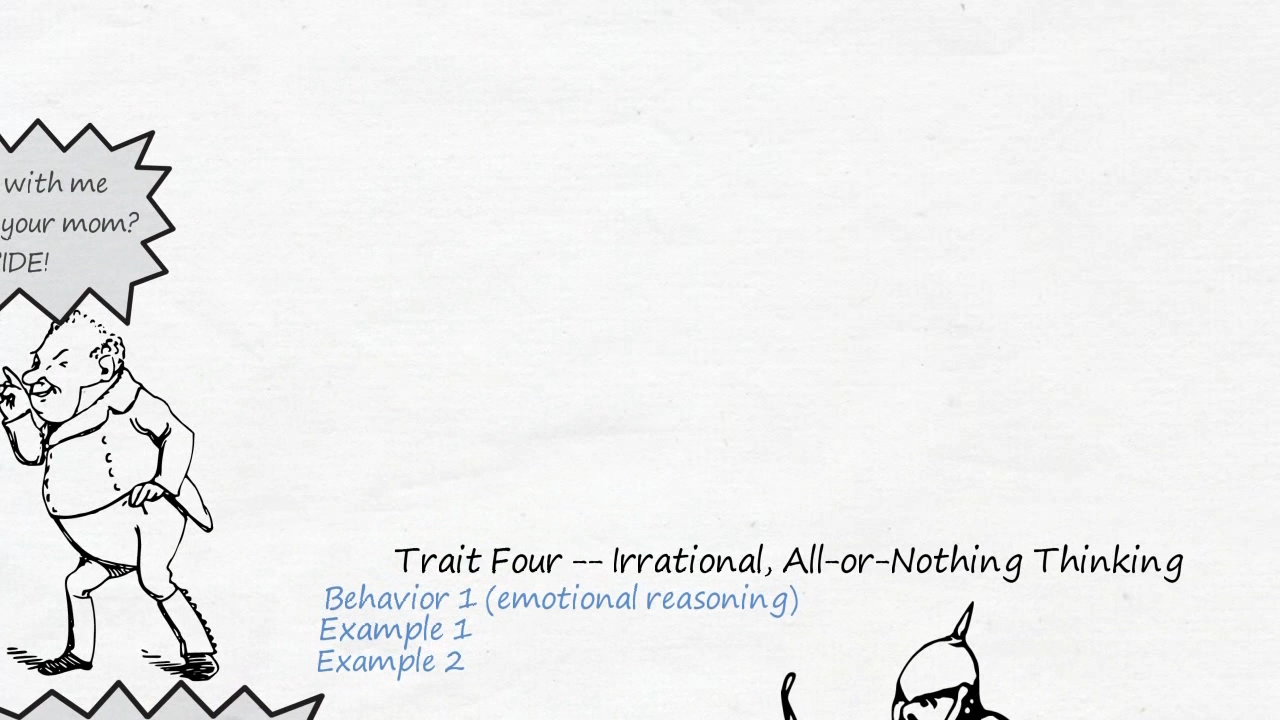 with me
your mom?
IDE!
Trait Four -- Irrational, All-or-Nothing Thinking
Behavior 1 (emotional reasoning)
Example 1
Example 2